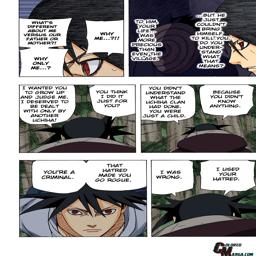 WHAT'S
DIFFERENT
ABOUT
ME
VERSUS OUR
FATHER OR
MOTHER?
WHY
ME...?!!
WHY
ONLY
ME...?
TO HIM,
YOUR
LIFE
WAS
MORE
PRECIOUS
THAN
EVEN THE
VILLAGE.
BUT HE
JUST
COULDN'T
BRING
HIMSELF
TO KILL YOU.
DO YOU
UNDER-
STAND
WHAT
THAT
MEANS?
I WANTED YOU
TO GROW UP
AND JUDGE ME.
I DESERVED
TO BE DEALT
WITH ONLY BY
ANOTHER
UCHIHA!
YOU THINK
I DID IT
JUST FOR
YOU?
YOU DIDN'T
UNDERSTAND
WHAT THE
UCHIHA CLAN
HAD DONE.
YOU WERE
JUST A CHILD.
BECAUSE
YOU DIDN'T
KNOW
ANYTHING.
YOU'RE A
CRIMINAL.
THAT
HATRED
MADE YOU
GO ROGUE.
I WAS
WRONG.
I USED
YOUR
HATRED.
COLORED
MANGA.COM